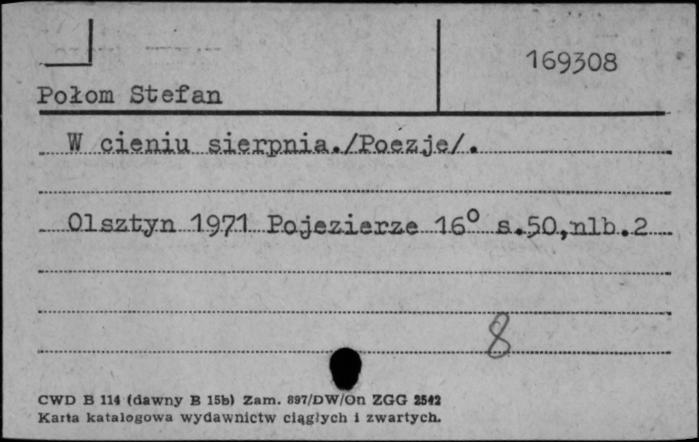 169308
Połom Stefan
W cieniu sierpnia./Poezje/.
Olsztyn 1971 Pojezierze 16° s.50,nlb.2
8
CWD B 114 (dawny B 15b) Zam. 897/DW/On ZGG 2542
Karta katalogowa wydawnictw ciągłych i zwartych.